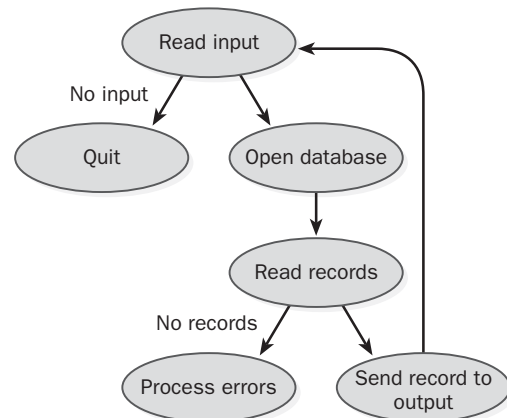 Read input
No input
Quit
Open database
Read records
No records
Process errors
Send record to
output